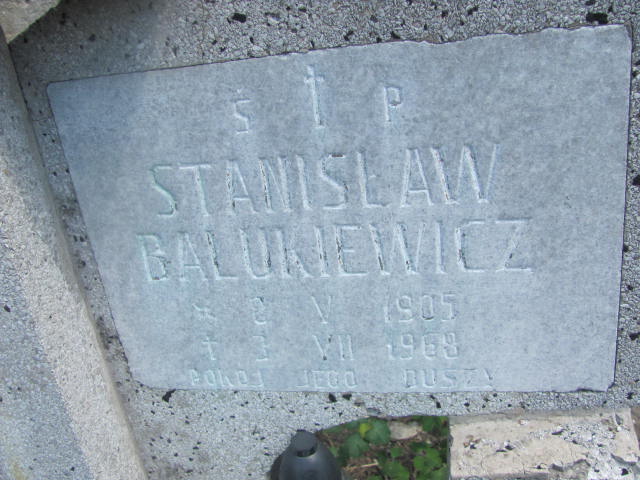 Ś † P
STANISŁAW
BALUKIEWICZ
* 8 V 1905
† 3 VII 1968
POKÓJ JEGO DUSZY